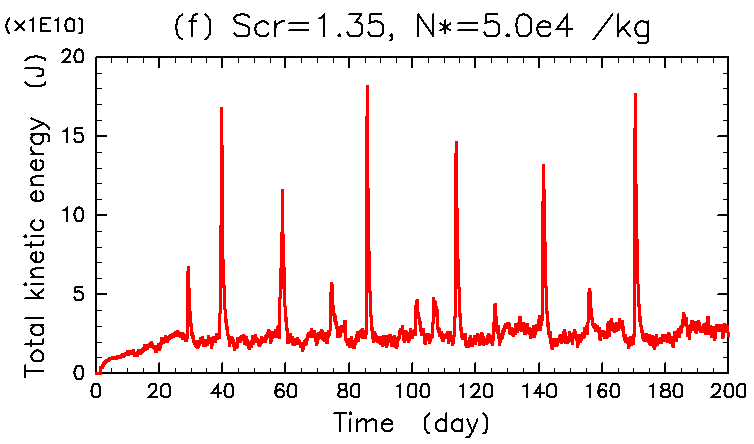 (×1E10)
(f) Scr=1.35, N*=5.0e4 /kg
Total kinetic energy (J)
20
15
10
5
0
0 20 40 60 80 100 120 140 160 180 200
Time (day)